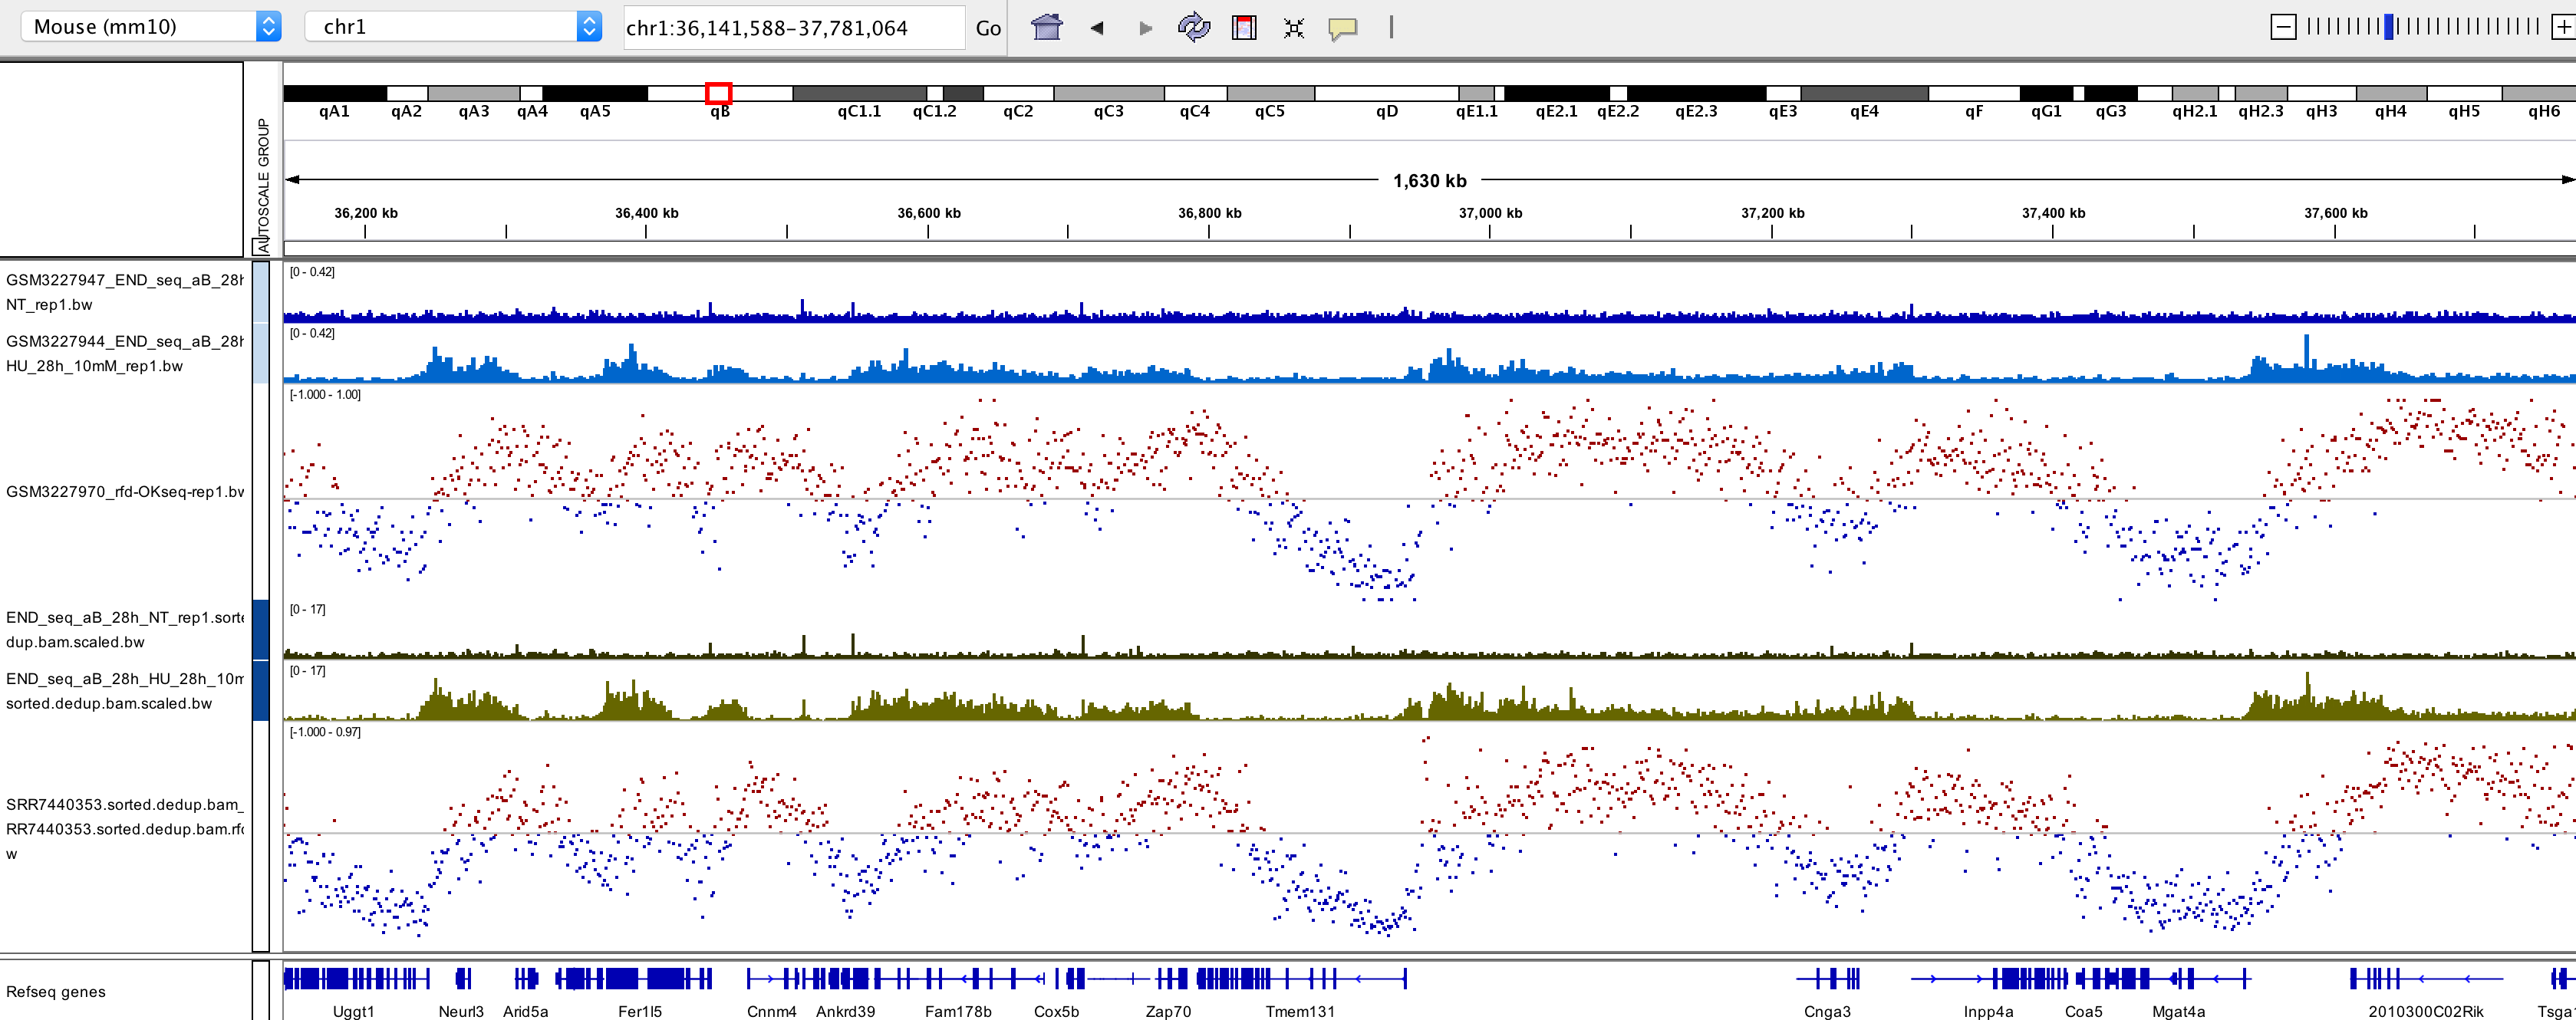 Mouse (mm10) chr1 chr1:36,141,588-37,781,064 Go
qA1 qA2 qA3 qA4 qA5 qB qC1.1 qC1.2 qC2 qC3 qC4 qC5 qD qE1.1 qE2.1 qE2.2 qE2.3 qE3 qE4 qF qG1 qG3 qH2.1 qH2.3 qH3 qH4 qH5 qH6
AUTOSCALE GROUP
1,630 kb
36,200 kb 36,400 kb 36,600 kb 36,800 kb 37,000 kb 37,200 kb 37,400 kb 37,600 kb
GSM3227947_END_seq_aB_28h
NT_rep1.bw
[0 - 0.42]
GSM3227944_END_seq_aB_28h
HU_28h_10mM_rep1.bw
[0 - 0.42]
GSM3227970_rfd-OKseq-rep1.bw
[-1.000 - 1.00]
END_seq_aB_28h_NT_rep1.sorte
dup.bam.scaled.bw
[0 - 17]
END_seq_aB_28h_HU_28h_10m
sorted.dedup.bam.scaled.bw
[0 - 17]
SRR7440353.sorted.dedup.bam_
RR7440353.sorted.dedup.bam.rfd
w
[-1.000 - 0.97]
Refseq genes
Uggt1 Neurl3 Arid5a Fer1l5 Cnnm4 Ankrd39 Fam178b Cox5b Zap70 Tmem131 Cnga3 Inpp4a Coa5 Mgat4a 2010300C02Rik Tsga